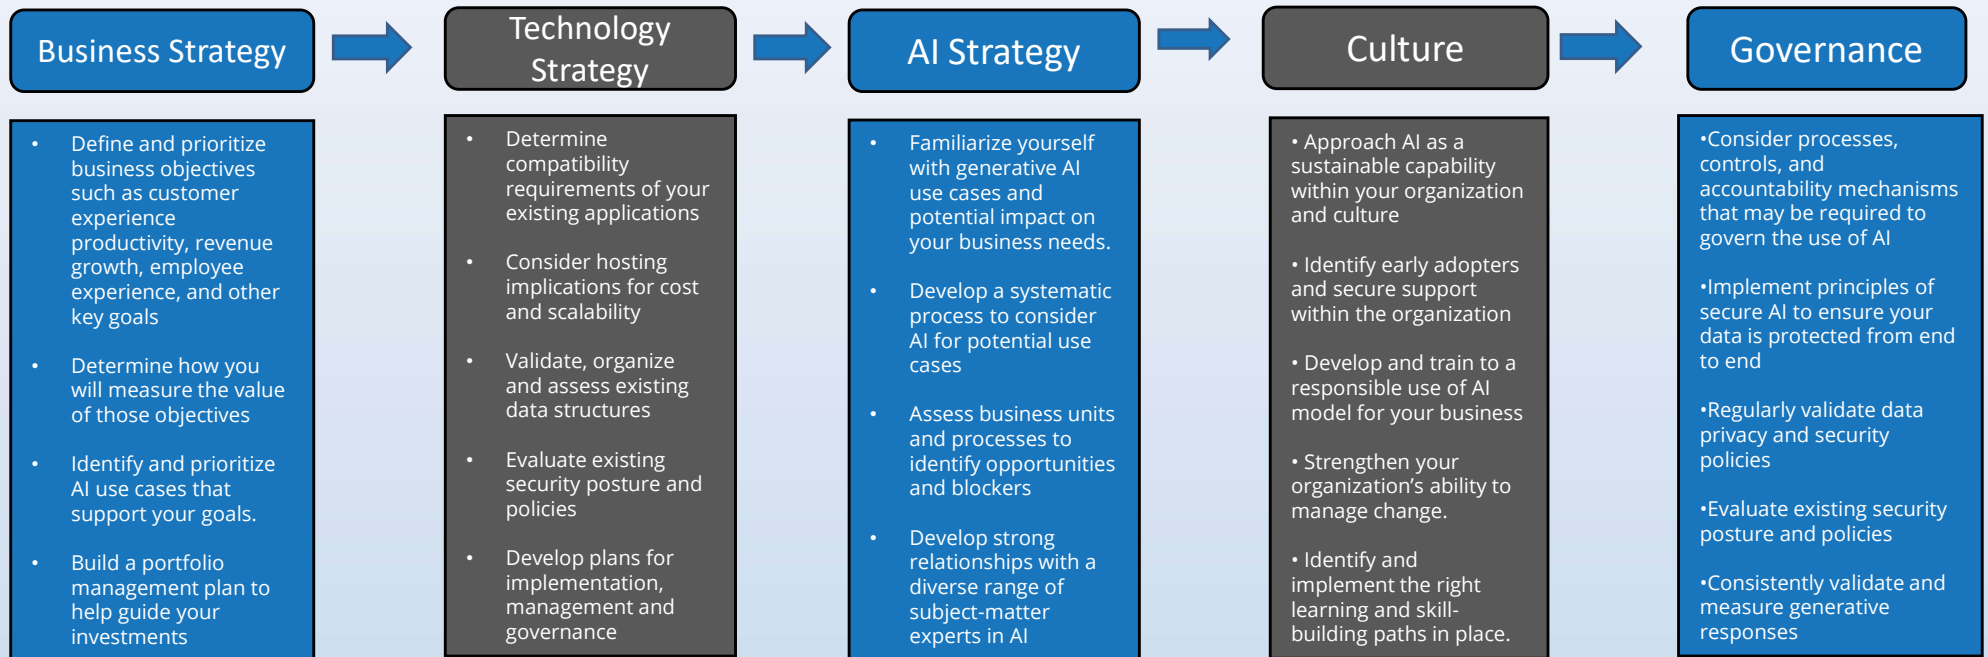 Business Strategy
Technology
Strategy
AI Strategy
Culture
Governance
• Define and prioritize
business objectives
such as customer
experience
productivity, revenue
growth, employee
experience, and other
key goals
• Determine how you
will measure the value
of those objectives
• Identify and prioritize
AI use cases that
support your goals.
• Build a portfolio
management plan to
help guide your
investments
• Determine
compatibility
requirements of your
existing applications
• Consider hosting
implications for cost
and scalability
• Validate, organize
and assess existing
data structures
• Evaluate existing
security posture and
policies
• Develop plans for
implementation,
management and
governance
• Familiarize yourself
with generative AI
use cases and
potential impact on
your business needs.
• Develop a systematic
process to consider
AI for potential use
cases
• Assess business units
and processes to
identify opportunities
and blockers
• Develop strong
relationships with a
diverse range of
subject-matter
experts in AI
• Approach AI as a
sustainable capability
within your organization
and culture
• Identify early adopters
and secure support
within the organization
• Develop and train to a
responsible use of AI
model for your business
• Strengthen your
organization’s ability to
manage change.
• Identify and
implement the right
learning and skill-
building paths in place.
•Consider processes,
controls, and
accountability mechanisms
that may be required to
govern the use of AI
•Implement principles of
secure AI to ensure your
data is protected from end
to end
•Regularly validate data
privacy and security
policies
•Evaluate existing security
posture and policies
•Consistently validate and
measure generative
responses